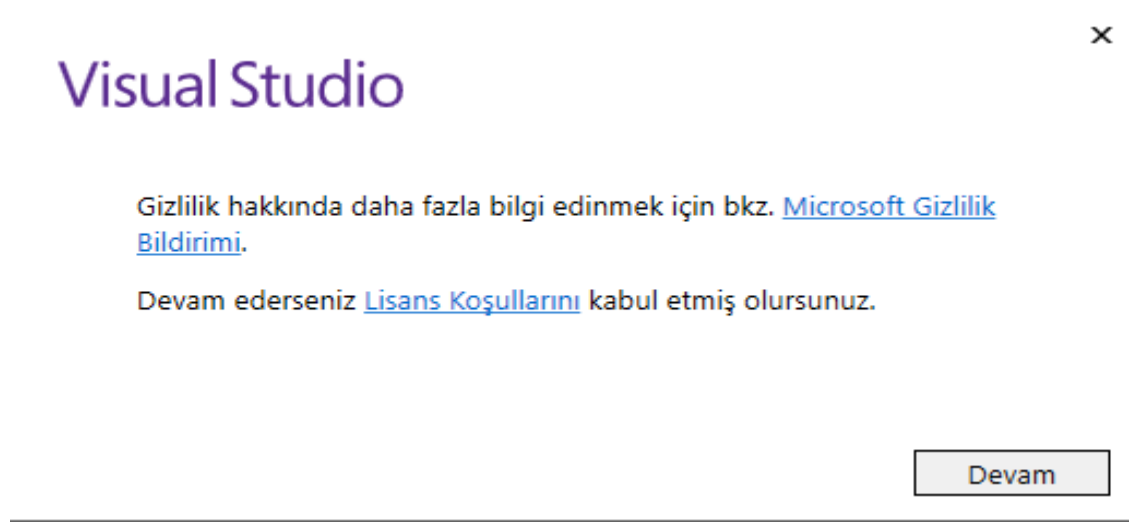 Visual Studio
Gizlilik hakkında daha fazla bilgi edinmek için bkz. Microsoft Gizlilik
Bildirimi.
Devam ederseniz Lisans Koşullarını kabul etmiş olursunuz.
Devam